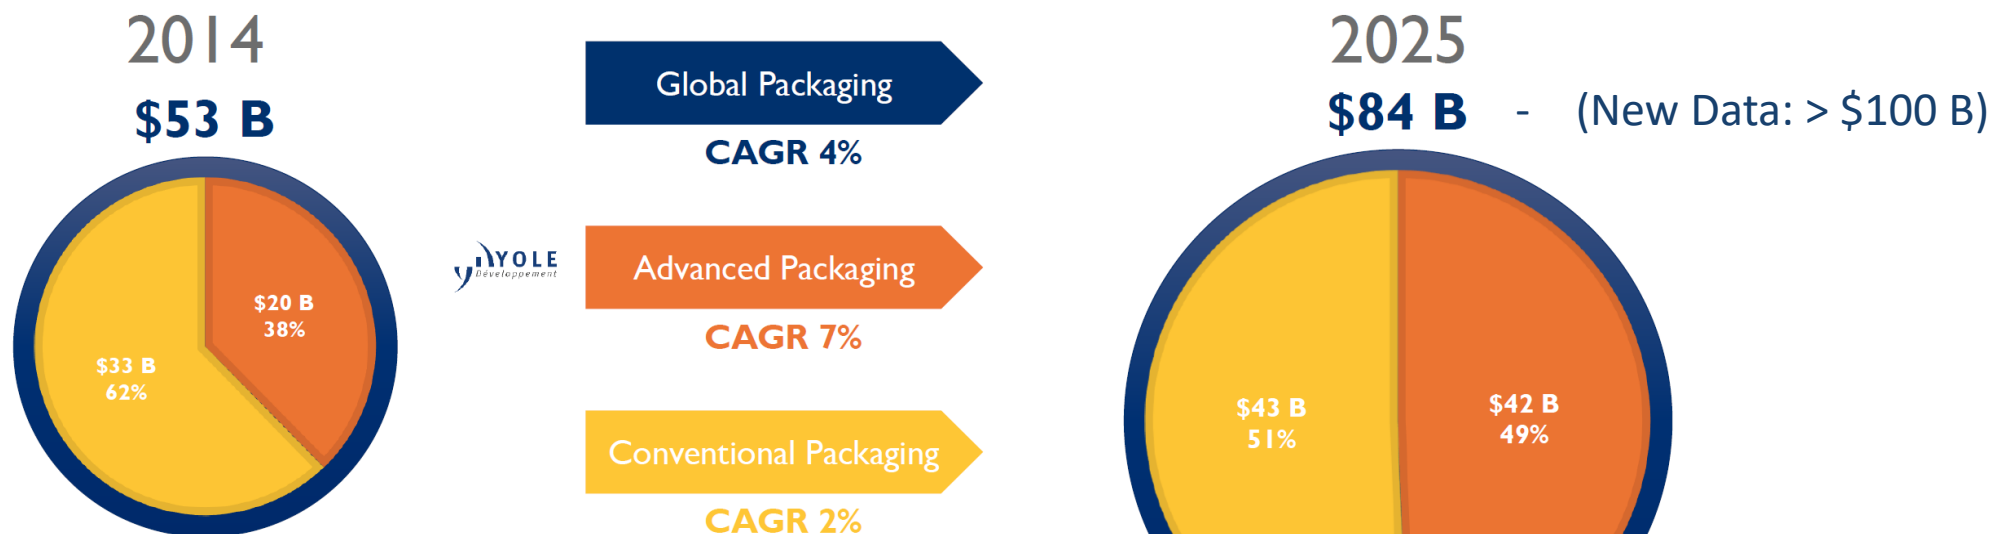 2014
$53 B
$20 B
38%
$33 B
62%
YOLE
Développement
Global Packaging
CAGR 4%
Advanced Packaging
CAGR 7%
Conventional Packaging
CAGR 2%
2025
$84 B - (New Data: > $100 B)
$43 B
51%
$42 B
49%